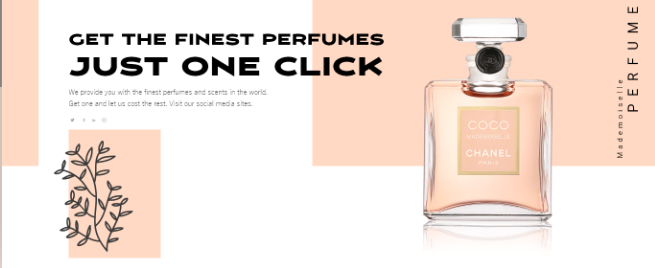 GET THE FINEST PERFUMES
JUST ONE CLICK
We provide you with the finest perfumes and scents in the world.
Get one and let us cost the rest. Visit our social media sites.
COCO
MADEMOISELLE
CHANEL
PARIS
Mademoiselle
PERFUME